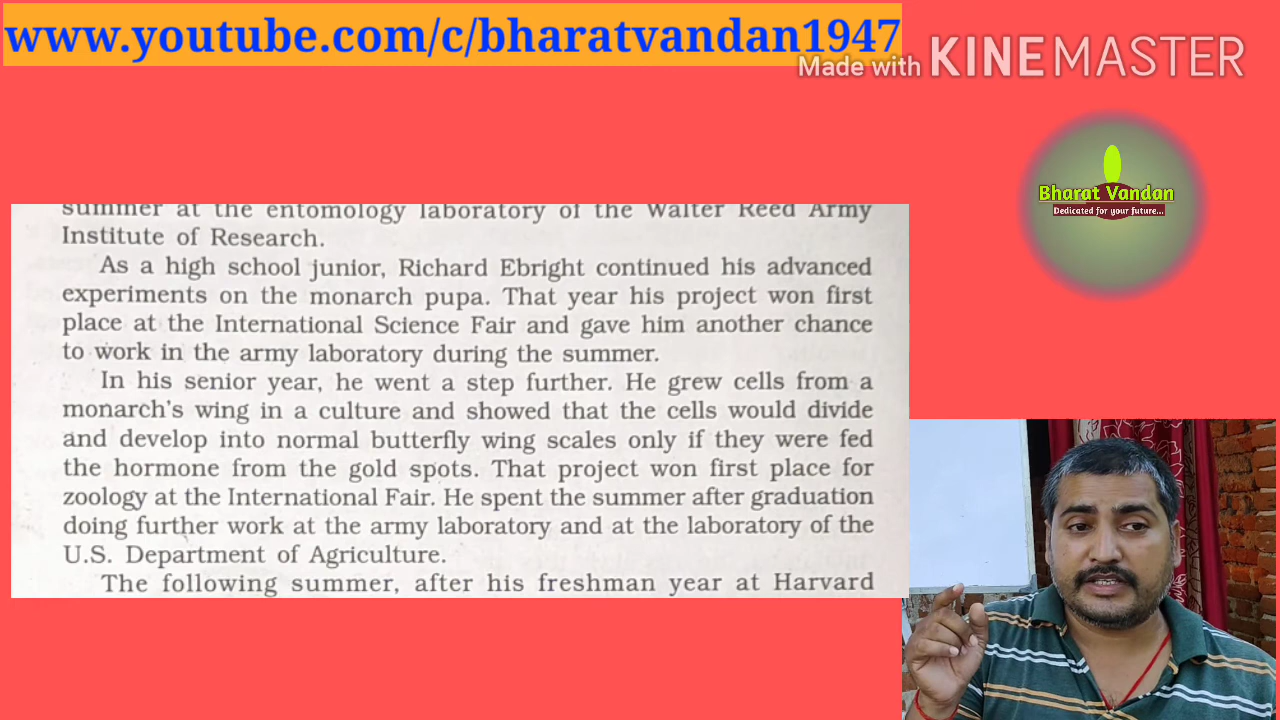 www.youtube.com/c/bharatvandan1947
Made with KINEMASTER
Bharat Vandan
Dedicated for your future...
summer at the entomology laboratory of the Walter Reed Army
Institute of Research.
As a high school junior, Richard Ebright continued his advanced
experiments on the monarch pupa. That year his project won first
place at the International Science Fair and gave him another chance
to work in the army laboratory during the summer.
In his senior year, he went a step further. He grew cells from a
monarch's wing in a culture and showed that the cells would divide
and develop into normal butterfly wing scales only if they were fed
the hormone from the gold spots. That project won first place for
zoology at the International Fair. He spent the summer after graduation
doing further work at the army laboratory and at the laboratory of the
U.S. Department of Agriculture.
The following summer, after his freshman year at Harvard